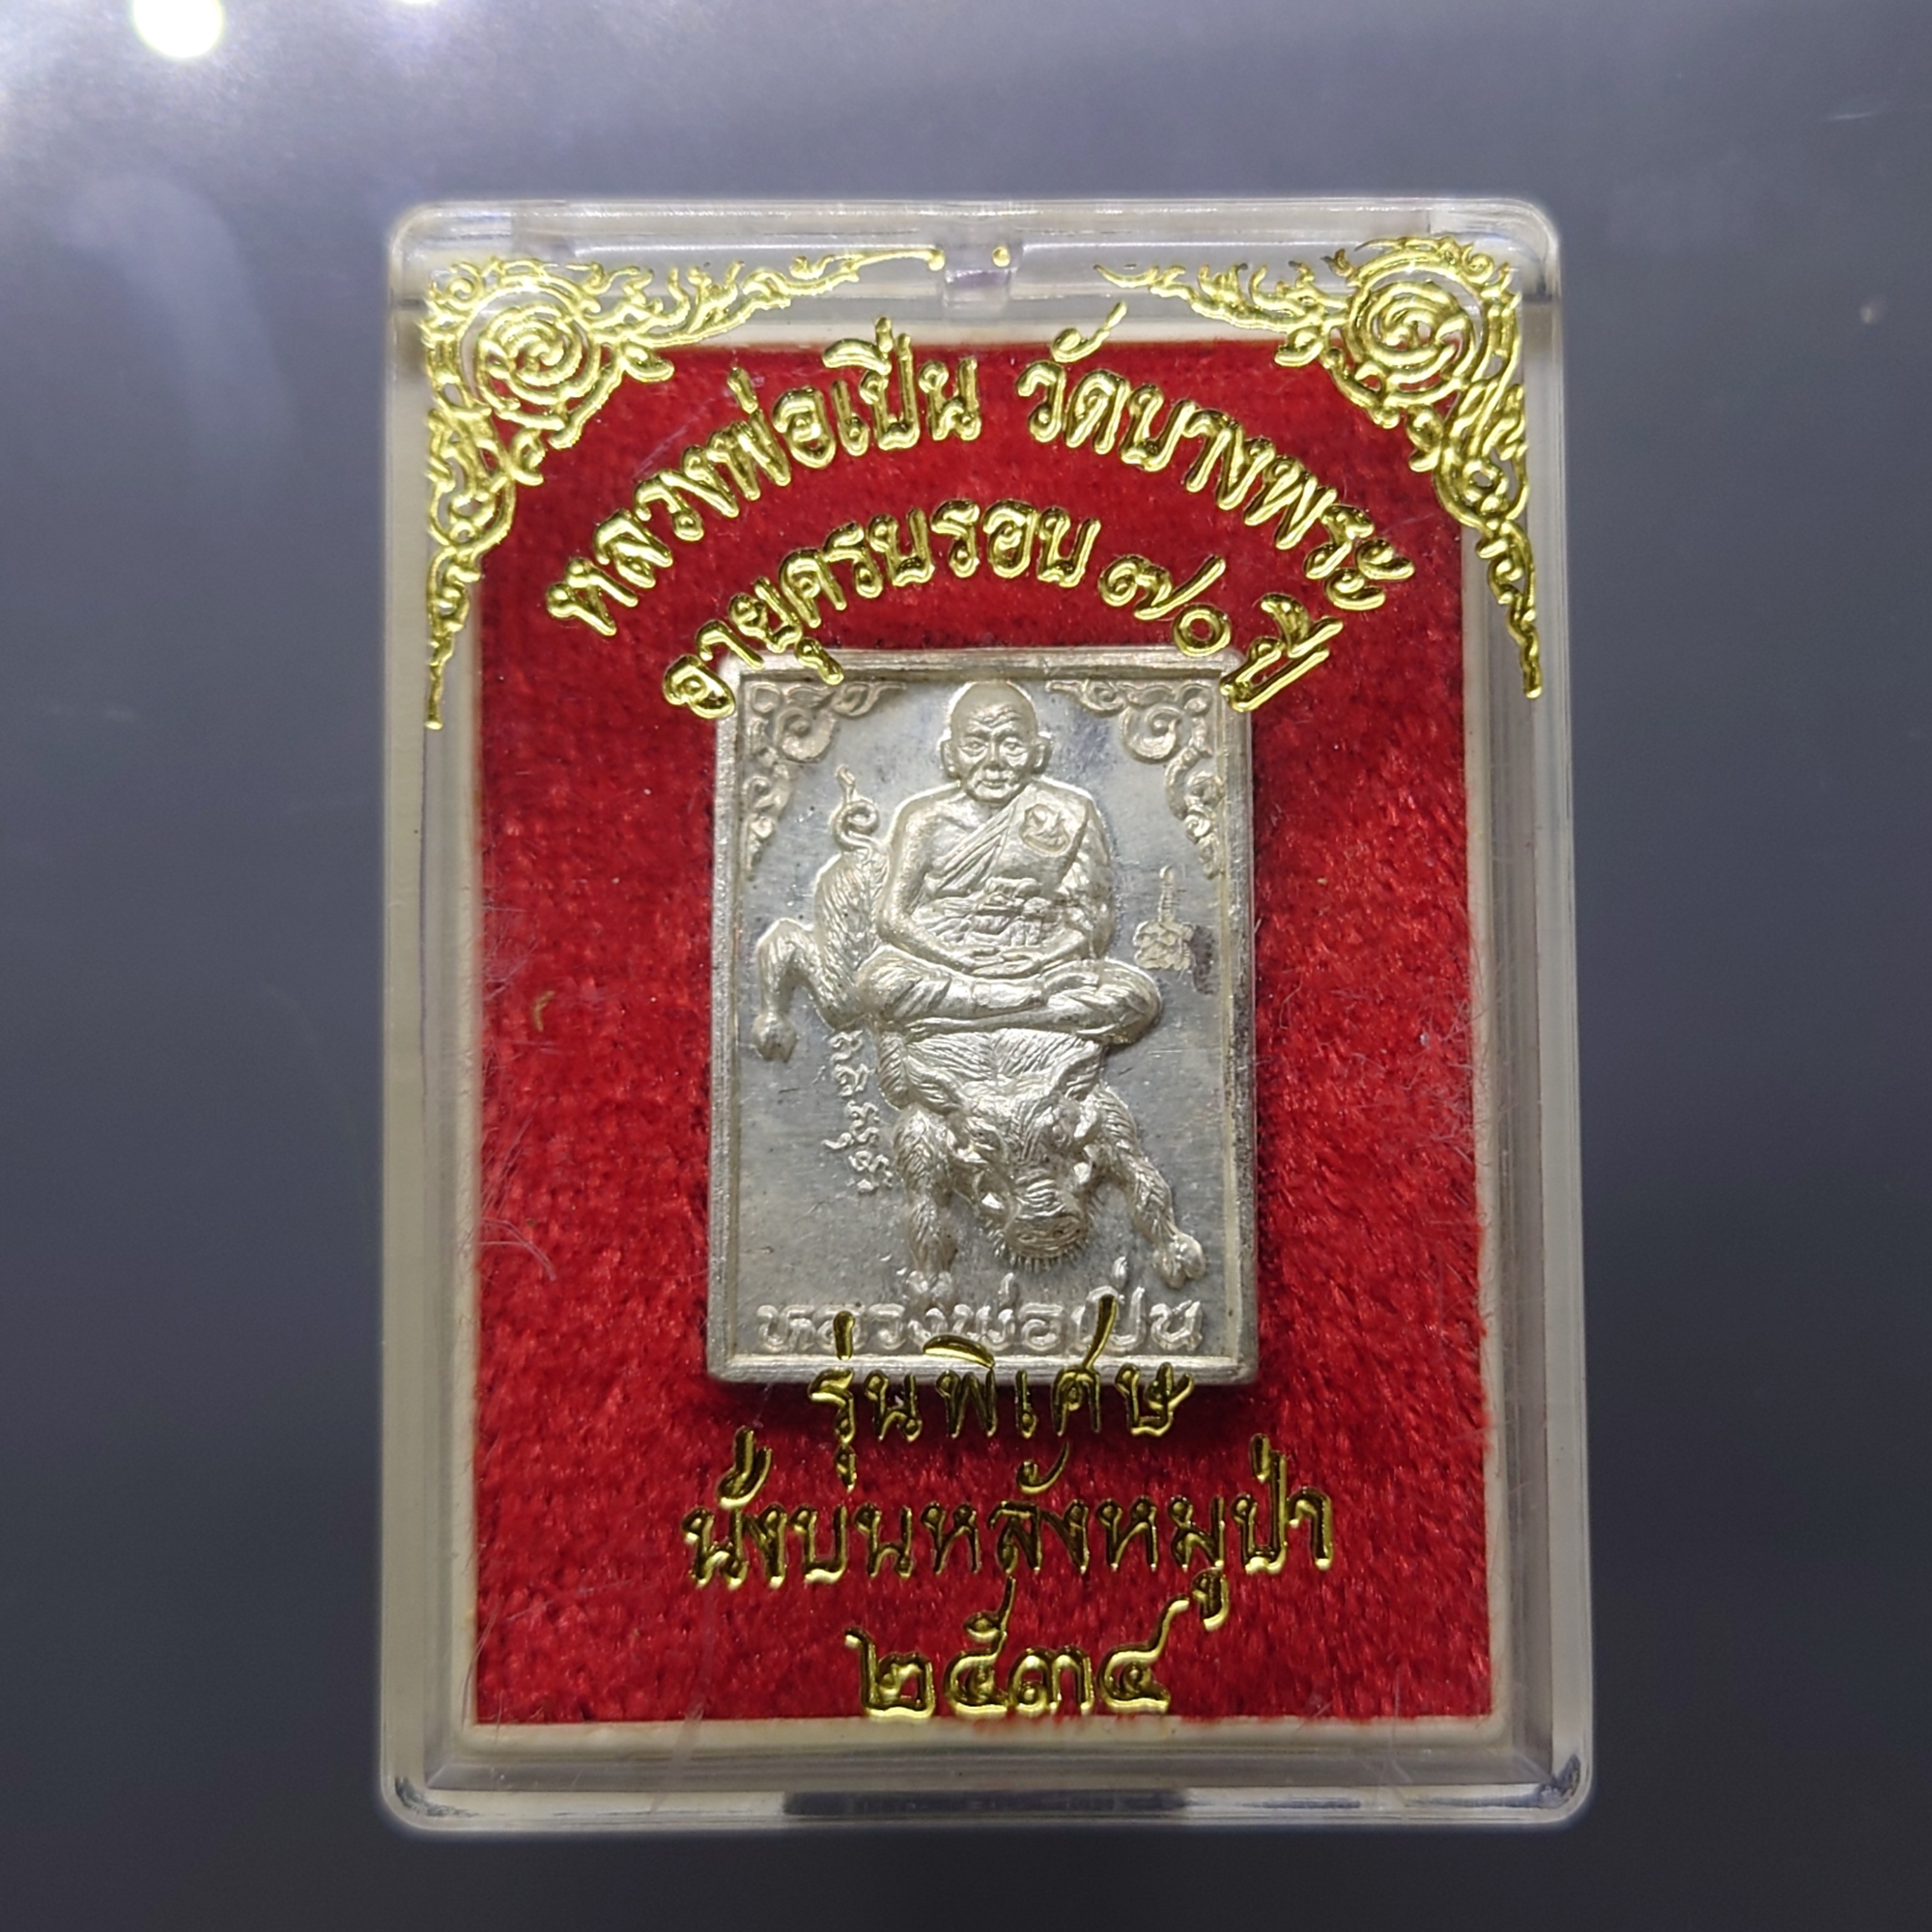 หลวงพ่อเปิ่น วัดบางพระ
อายุครบรอบ ๗๐ ปี
หลวงพ่อเปิ่น
รุ่นพิเศษ
นั่งบนหลังหมูป่า
๒๕๓๔